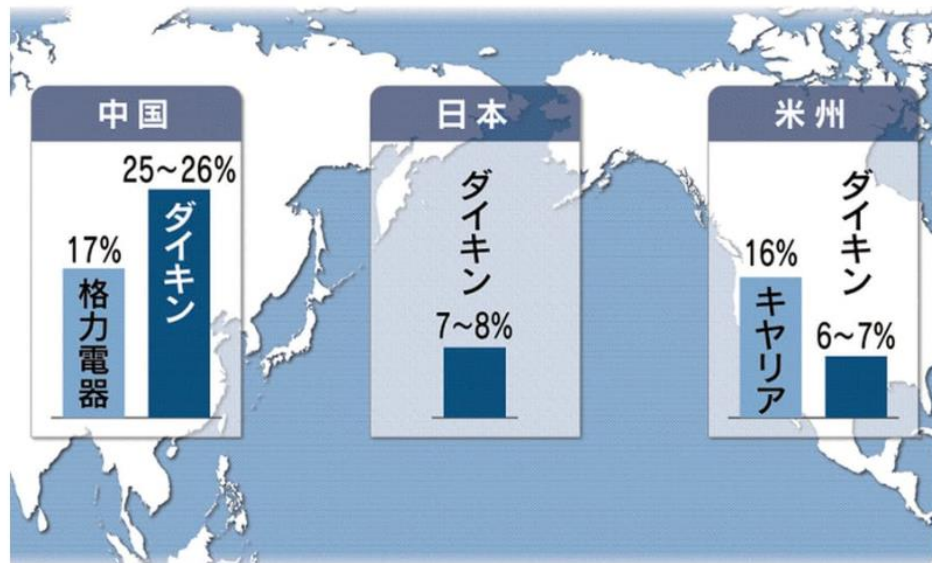 中国
25～26%
ダイキン
17%
格力電器
日本
ダイキン
7～8%
米州
ダイキン
16%
キヤリア
6～7%